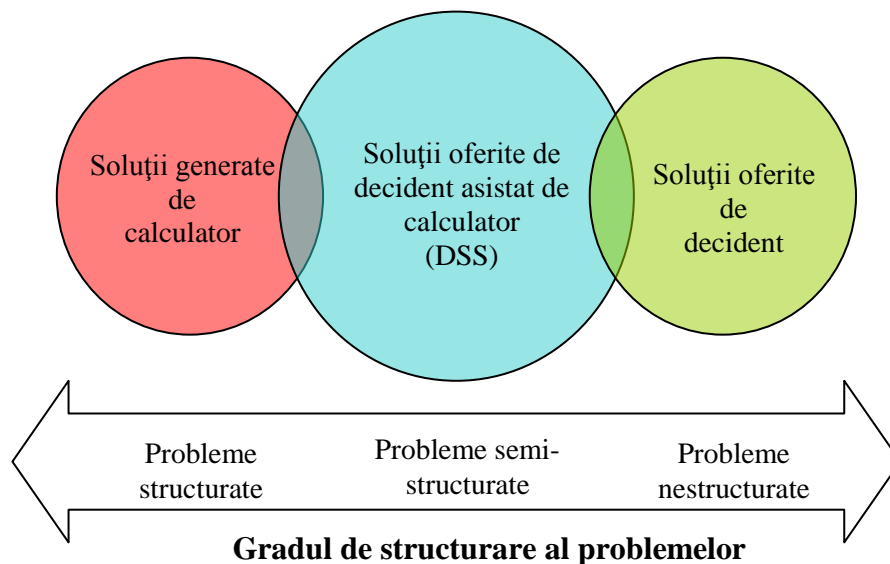 Soluţii generate
de
calculator
Soluţii oferite de
decident asistat de
calculator
(DSS)
Soluţii oferite
de
decident
Probleme
structurate
Probleme semi-
structurate
Probleme
nestructurate
Gradul de structurare al problemelor